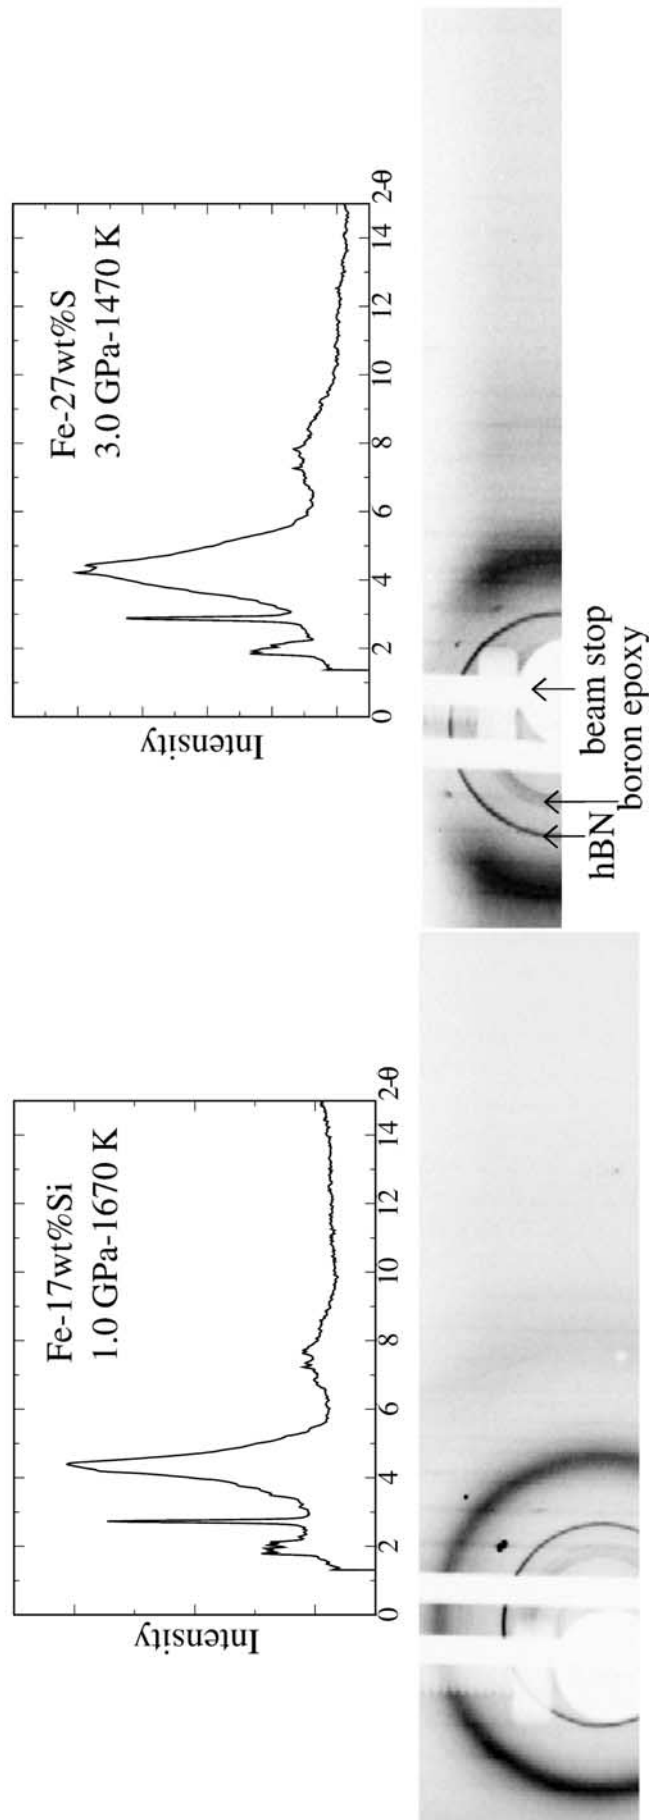 Fe-17wt%Si
1.0 GPa-1670 K
Intensity
0 2 4 6 8 10 12 14 2-θ
Fe-27wt%S
3.0 GPa-1470 K
Intensity
0 2 4 6 8 10 12 14 2-θ
hBN
boron epoxy
beam stop